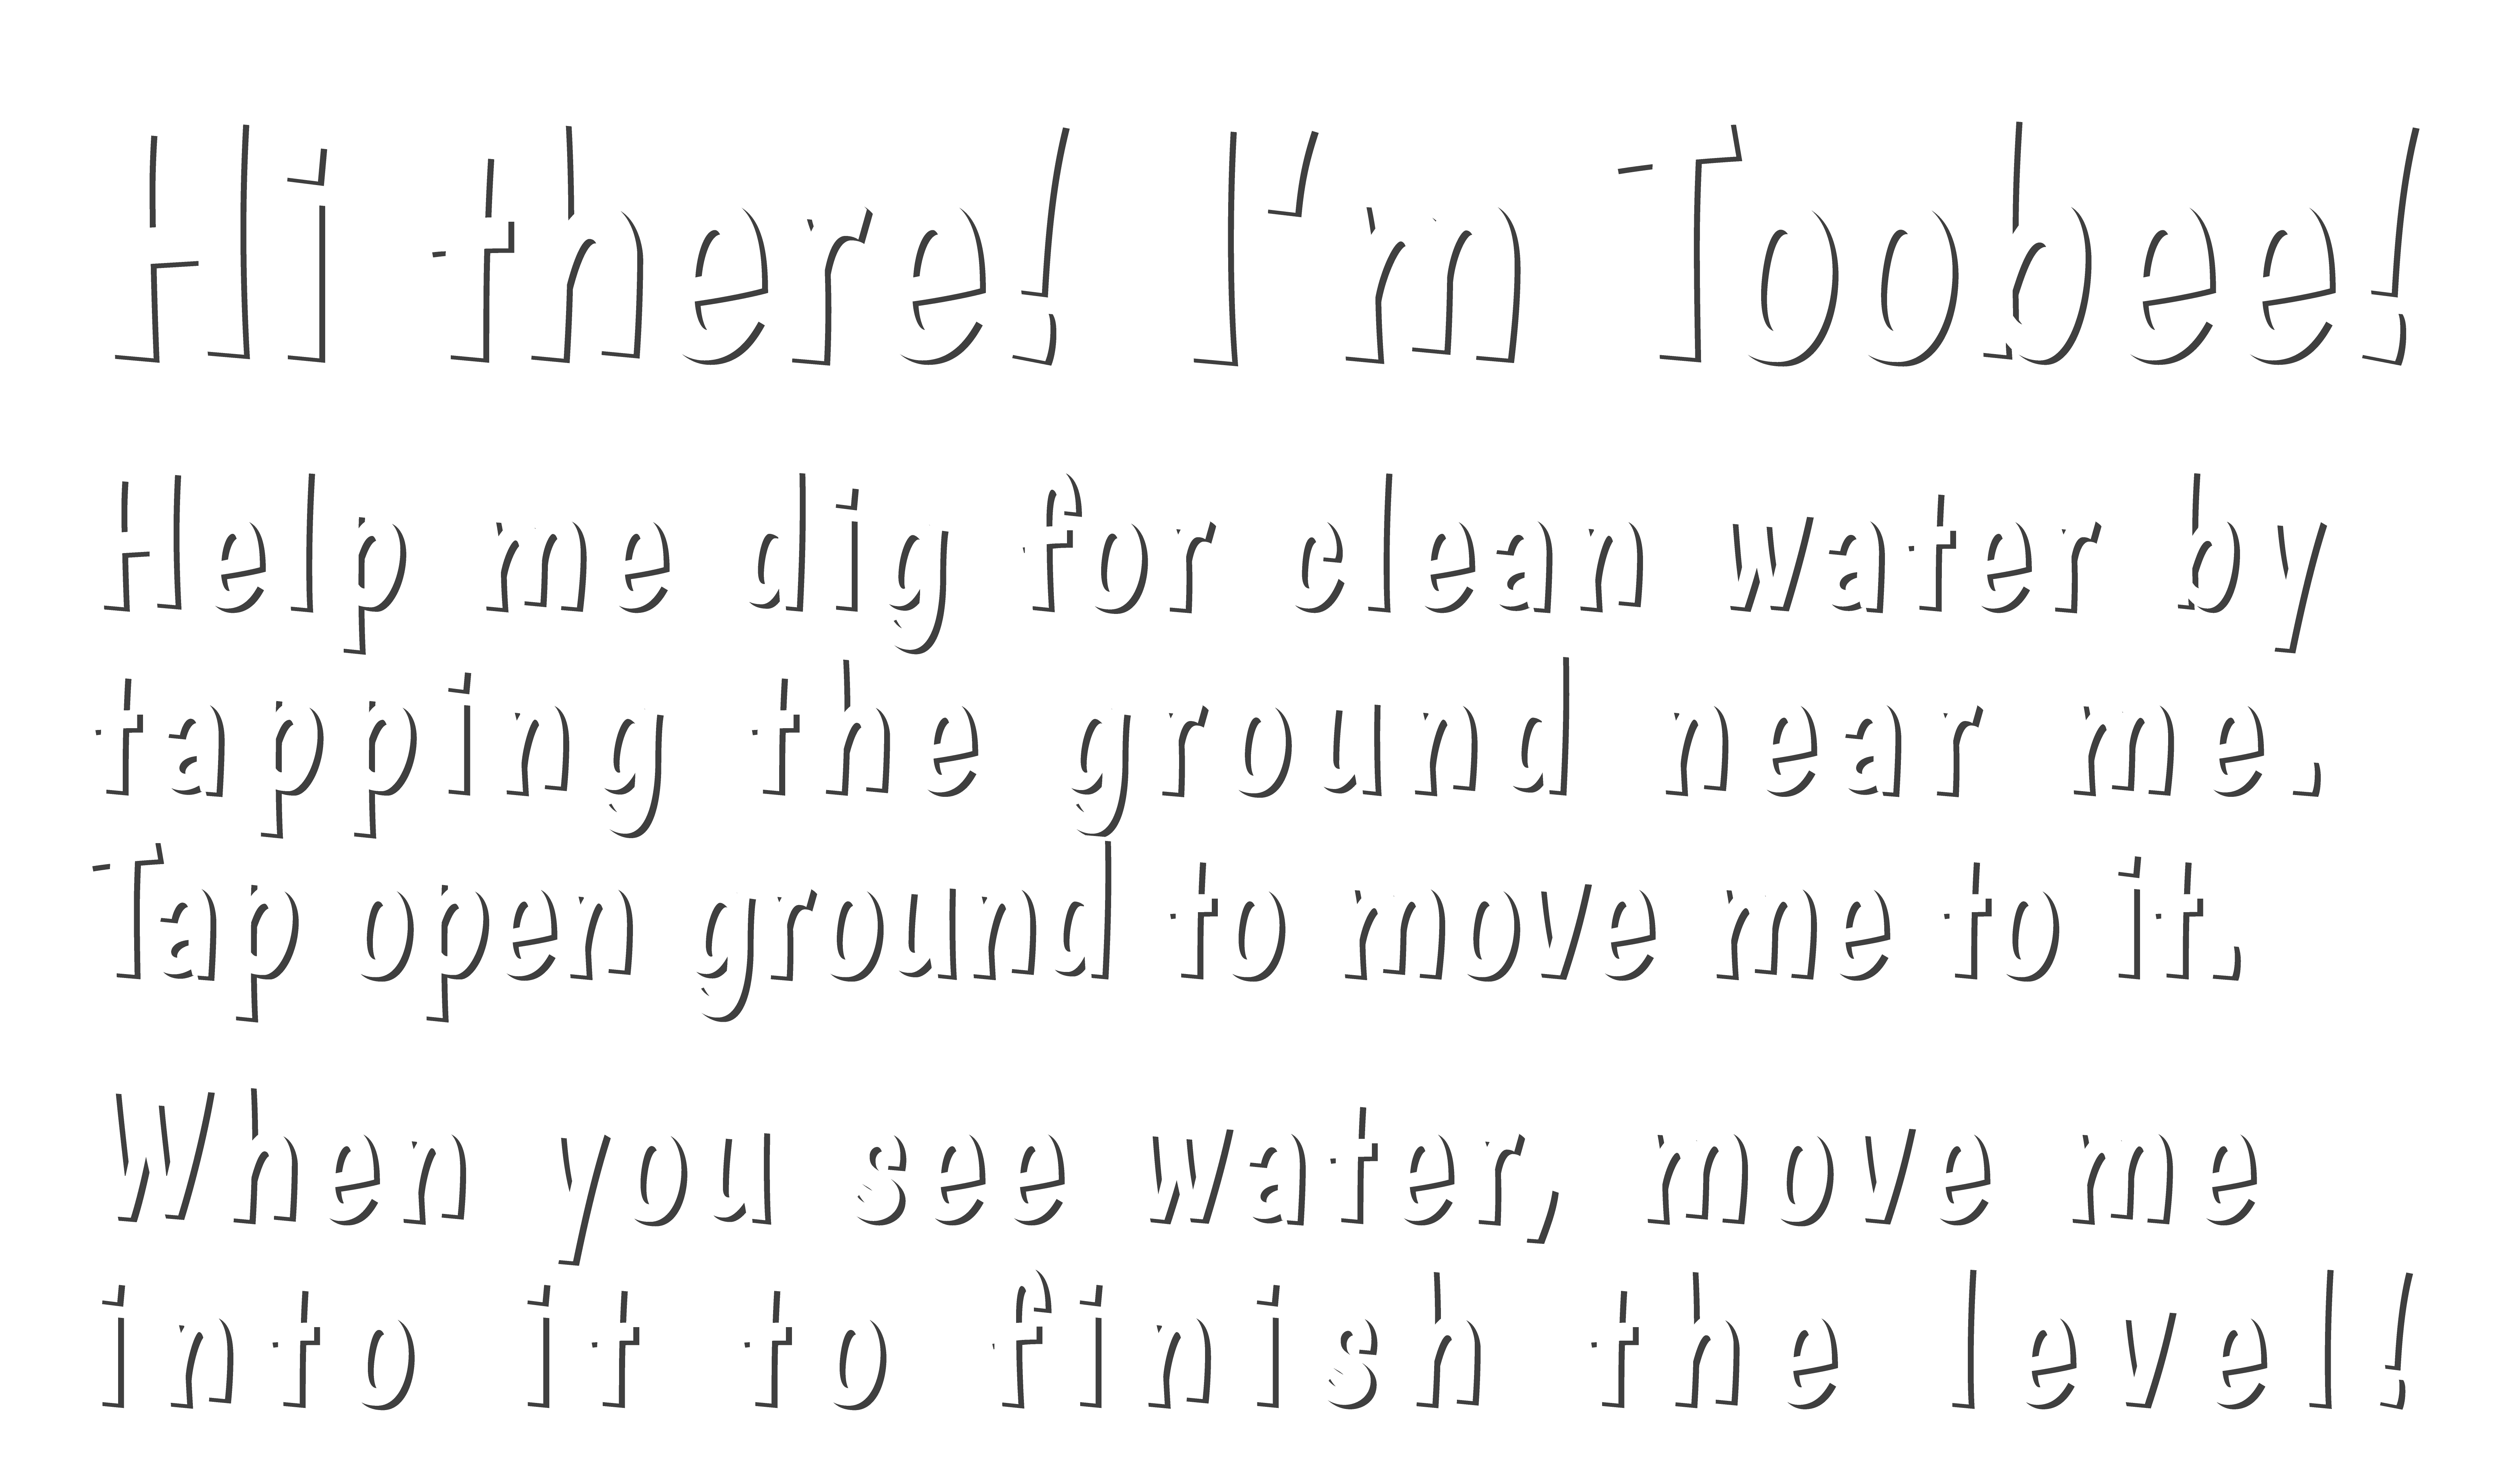 Hi there! I'm Toobee!
Help me dig for clean water by
tapping the ground near me.
Tap open ground to move me to it.
When you see water, move me
into it to finish the level!